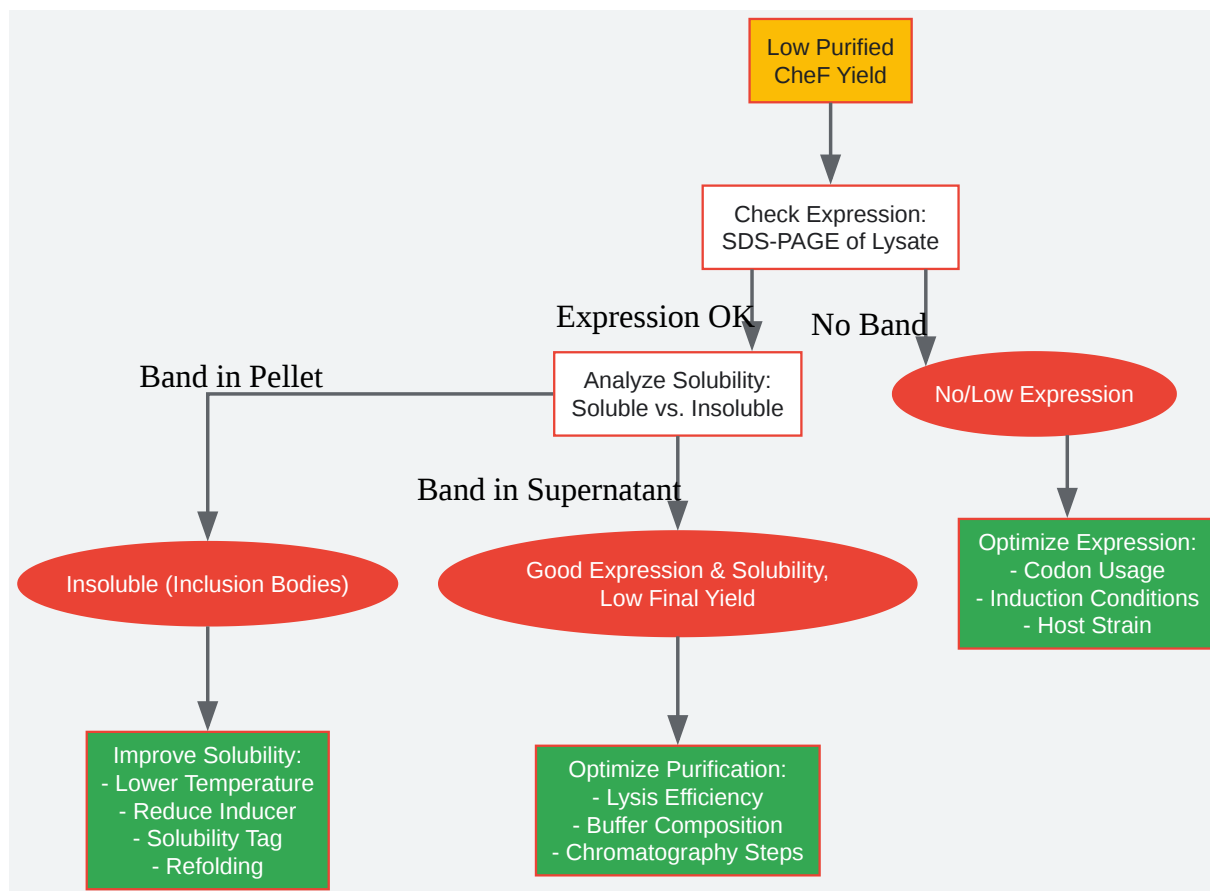 Low Purified
CheF Yield
Check Expression:
SDS-PAGE of Lysate
Expression OK
No Band
Band in Pellet
Analyze Solubility:
Soluble vs. Insoluble
No/Low Expression
Band in Supernatant
Insoluble (Inclusion Bodies)
Good Expression & Solubility,
Low Final Yield
Optimize Expression:
- Codon Usage
- Induction Conditions
- Host Strain
Improve Solubility:
- Lower Temperature
- Reduce Inducer
- Solubility Tag
- Refolding
Optimize Purification:
- Lysis Efficiency
- Buffer Composition
- Chromatography Steps